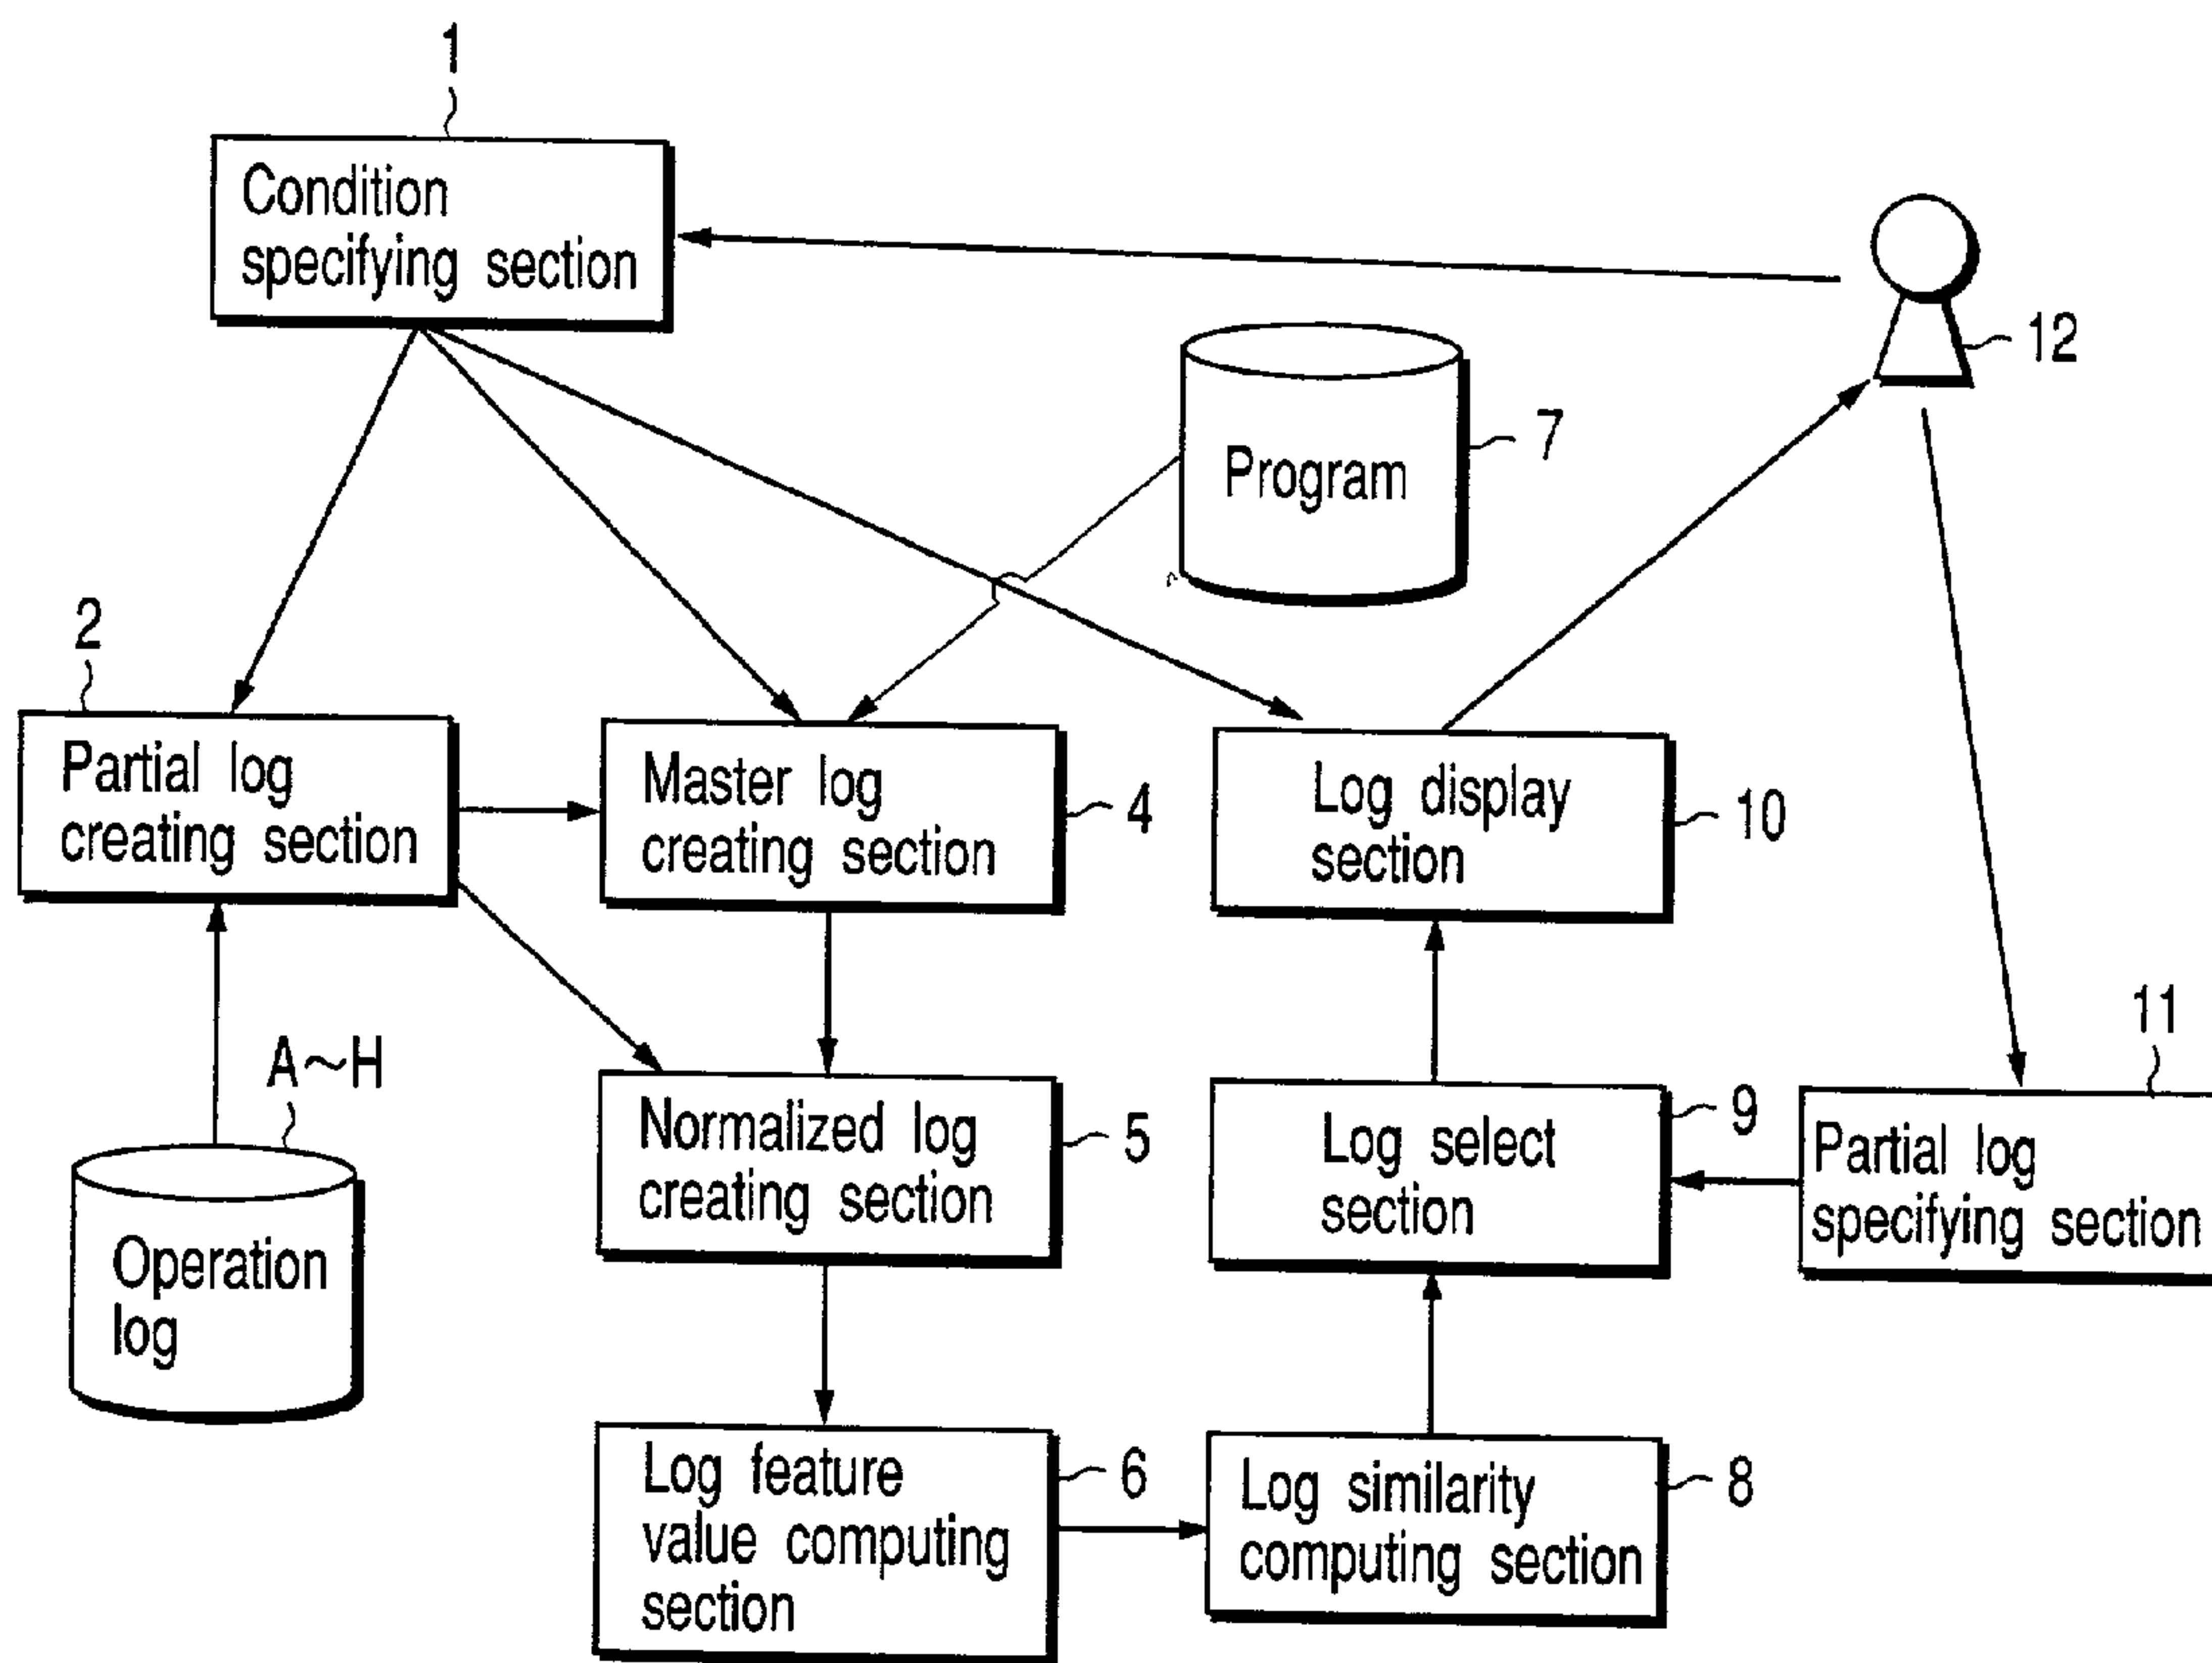 1
Condition
specifying section
12
7
Program
2
Partial log
creating section
Master log
creating section
4
Log display
section
10
A~H
Operation
log
Normalized log
creating section
5
Log select
section
9
11
Partial log
specifying section
Log feature
value computing
section
6
Log similarity
computing section
8